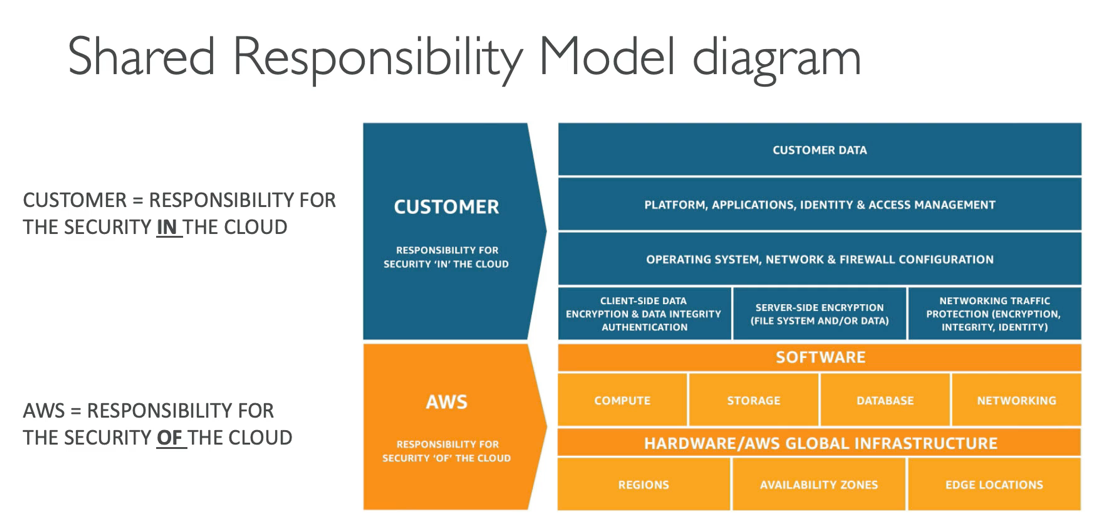 Shared Responsibility Model diagram
CUSTOMER = RESPONSIBILITY FOR
THE SECURITY IN THE CLOUD
CUSTOMER
RESPONSIBILITY FOR
SECURITY ‘IN’ THE CLOUD
CUSTOMER DATA
PLATFORM, APPLICATIONS, IDENTITY & ACCESS MANAGEMENT
OPERATING SYSTEM, NETWORK & FIREWALL CONFIGURATION
CLIENT-SIDE DATA
ENCRYPTION & DATA INTEGRITY
AUTHENTICATION
SERVER-SIDE ENCRYPTION
(FILE SYSTEM AND/OR DATA)
NETWORKING TRAFFIC
PROTECTION (ENCRYPTION,
INTEGRITY, IDENTITY)
AWS = RESPONSIBILITY FOR
THE SECURITY OF THE CLOUD
AWS
RESPONSIBILITY FOR
SECURITY ‘OF’ THE CLOUD
SOFTWARE
COMPUTE
STORAGE
DATABASE
NETWORKING
HARDWARE/AWS GLOBAL INFRASTRUCTURE
REGIONS
AVAILABILITY ZONES
EDGE LOCATIONS